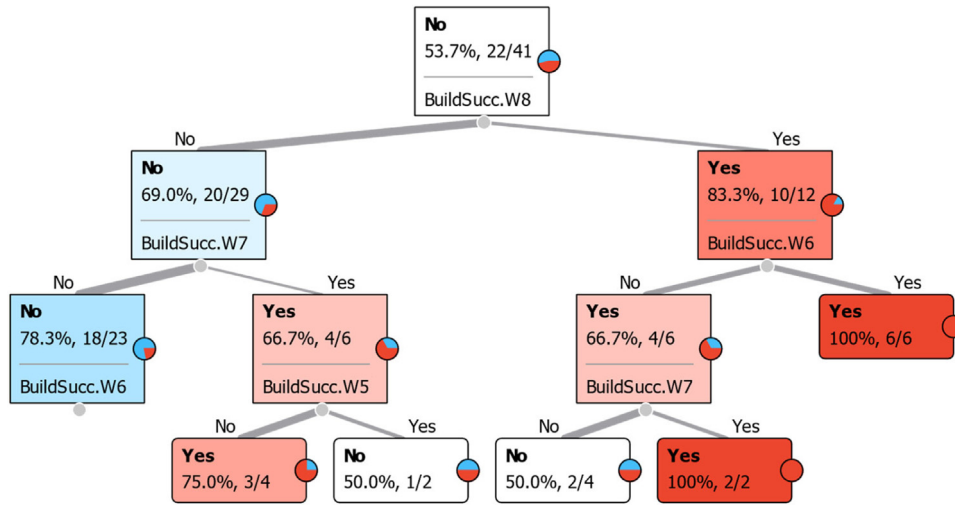 No
53.7%, 22/41
BuildSucc.W8
No
Yes
No
69.0%, 20/29
BuildSucc.W7
Yes
83.3%, 10/12
BuildSucc.W6
No
Yes
No
Yes
No
78.3%, 18/23
BuildSucc.W6
Yes
66.7%, 4/6
BuildSucc.W5
Yes
66.7%, 4/6
BuildSucc.W7
Yes
100%, 6/6
No
Yes
No
Yes
Yes
75.0%, 3/4
No
50.0%, 1/2
No
50.0%, 2/4
Yes
100%, 2/2